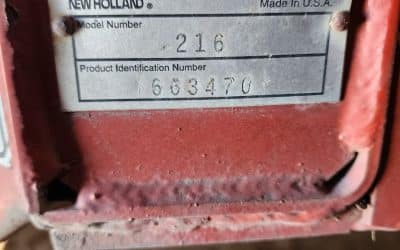 NEW HOLLAND ® Made in U.S.A.
Model Number
216
Product Identification Number
663470